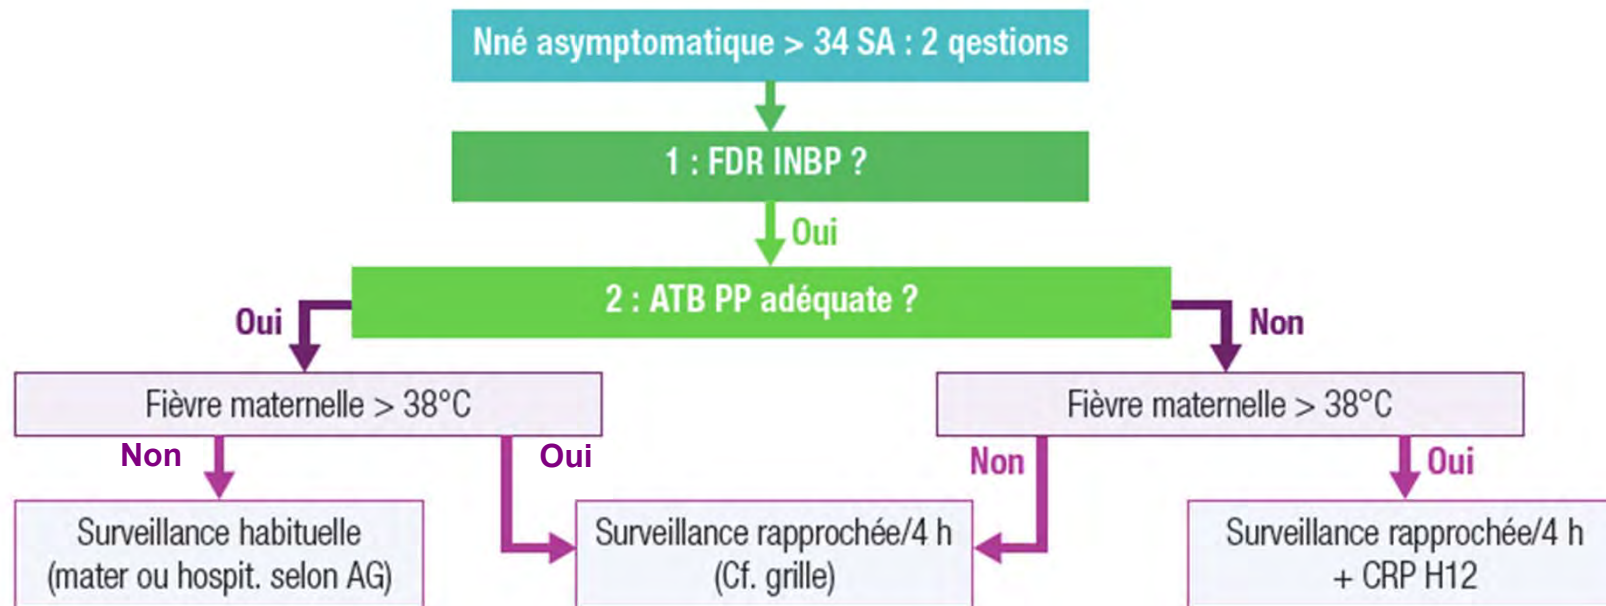 Nné asymptomatique > 34 SA : 2 qestions
1 : FDR INBP ?
Oui
2 : ATB PP adéquate ?
Oui
Non
Fièvre maternelle > 38°C
Fièvre maternelle > 38°C
Non
Oui
Non
Oui
Surveillance habituelle
(mater ou hospit. selon AG)
Surveillance rapprochée/4 h
(Cf. grille)
Surveillance rapprochée/4 h
+ CRP H12